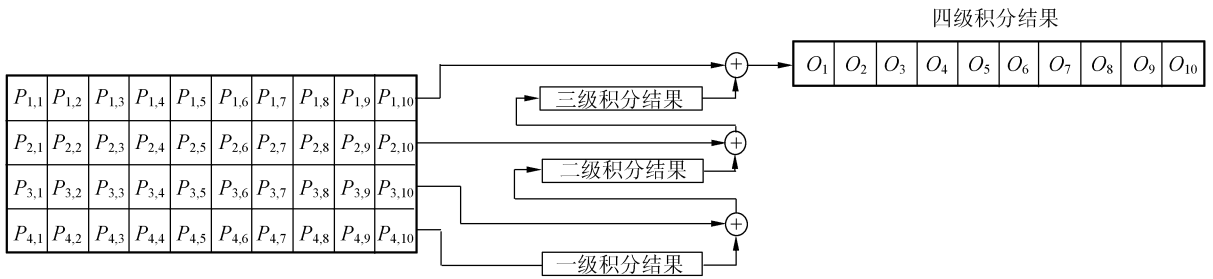 四级积分结果
O1 O2 O3 O4 O5 O6 O7 O8 O9 O10
P1,1 P1,2 P1,3 P1,4 P1,5 P1,6 P1,7 P1,8 P1,9 P1,10
三级积分结果
P2,1 P2,2 P2,3 P2,4 P2,5 P2,6 P2,7 P2,8 P2,9 P2,10
二级积分结果
P3,1 P3,2 P3,3 P3,4 P3,5 P3,6 P3,7 P3,8 P3,9 P3,10
P4,1 P4,2 P4,3 P4,4 P4,5 P4,6 P4,7 P4,8 P4,9 P4,10
一级积分结果